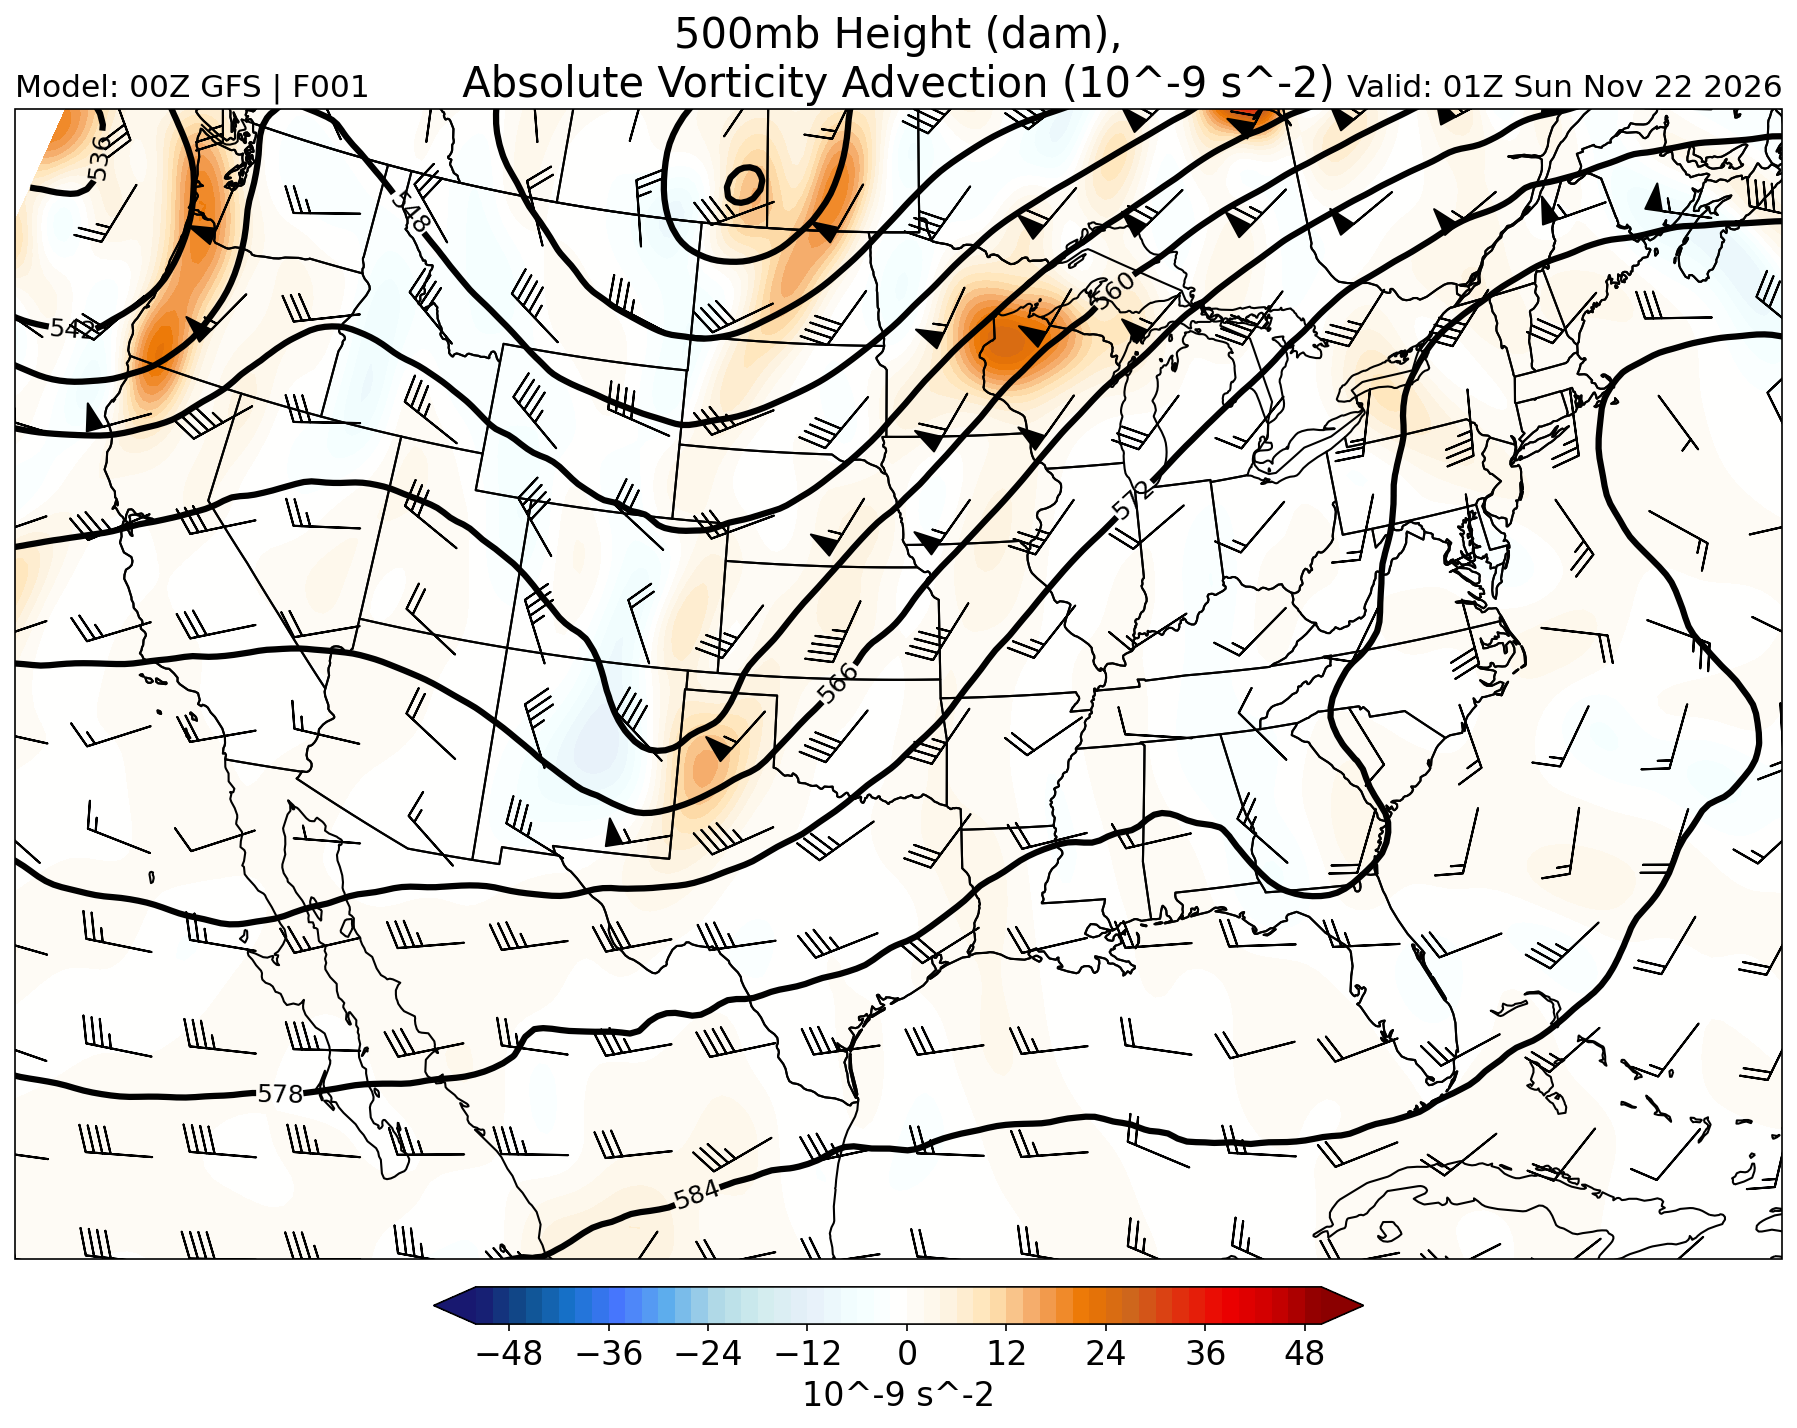 500mb Height (dam),
Model: 00Z GFS | F001 Absolute Vorticity Advection (10^-9 s^-2) Valid: 01Z Sun Nov 22 2026
536
548
542
560
572
566
578
584
−48 −36 −24 −12 0 12 24 36 48
10^-9 s^-2